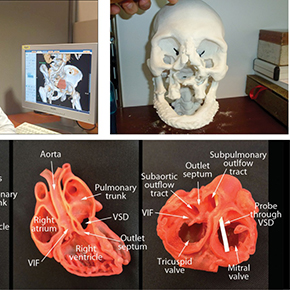 Aorta
Pulmonary
trunk
VSD
Outlet
septum
Right
atrium
Right
ventricle
VIF
Subpulmonary
outflow
tract
Outlet
septum
Subaortic
outflow
tract
VIF
Probe
through
VSD
Tricuspid
valve
Mitral
valve